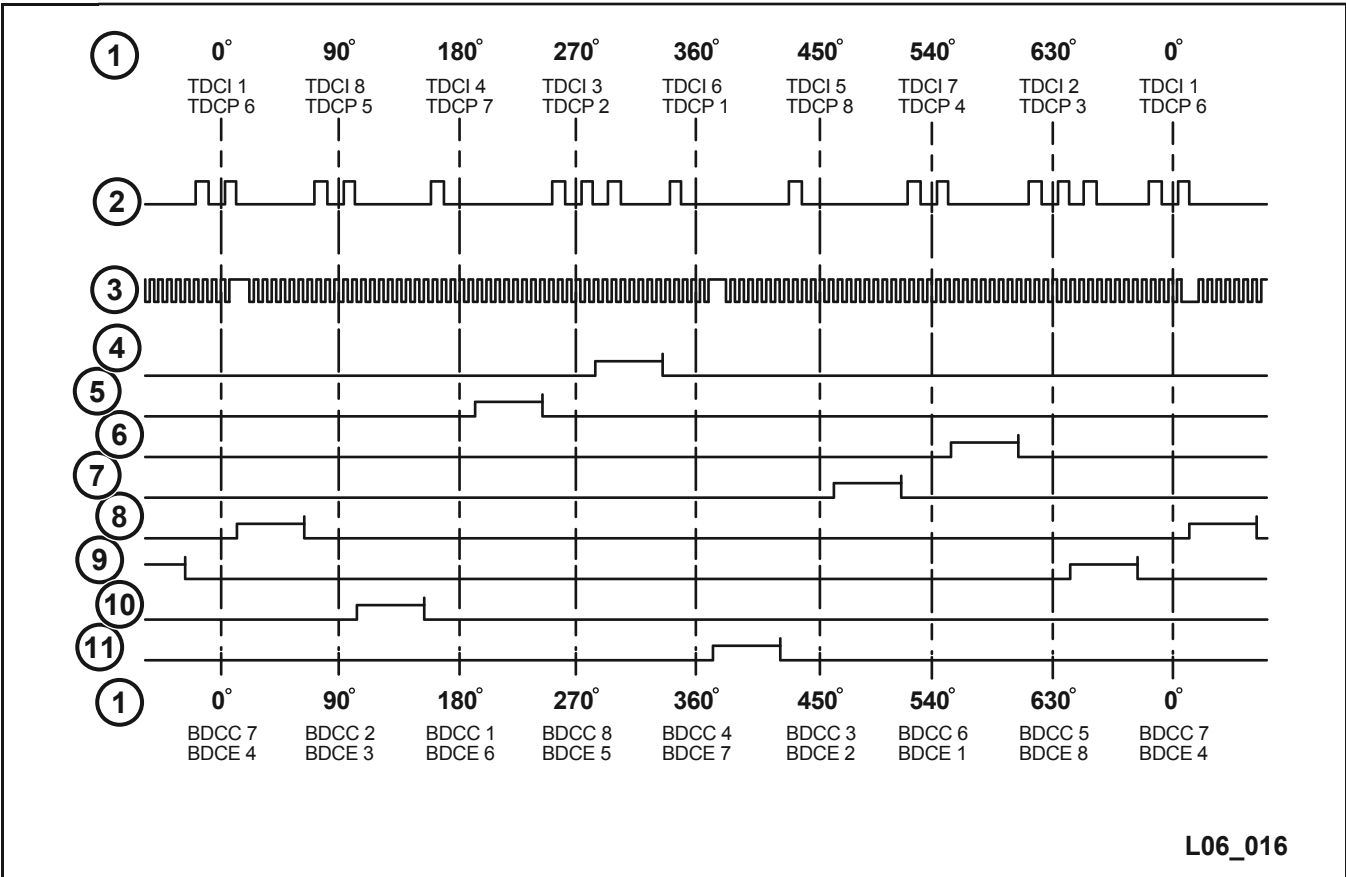 1 0° 90° 180° 270° 360° 450° 540° 630° 0°
TDCI 1 TDCI 8 TDCI 4 TDCI 3 TDCI 6 TDCI 5 TDCI 7 TDCI 2 TDCI 1
TDCP 6 TDCP 5 TDCP 7 TDCP 2 TDCP 1 TDCP 8 TDCP 4 TDCP 3 TDCP 6
2
3
4
5
6
7
8
9
10
11
1 0° 90° 180° 270° 360° 450° 540° 630° 0°
BDCC 7 BDCC 2 BDCC 1 BDCC 8 BDCC 4 BDCC 3 BDCC 6 BDCC 5 BDCC 7
BDCE 4 BDCE 3 BDCE 6 BDCE 5 BDCE 7 BDCE 2 BDCE 1 BDCE 8 BDCE 4
L06_016